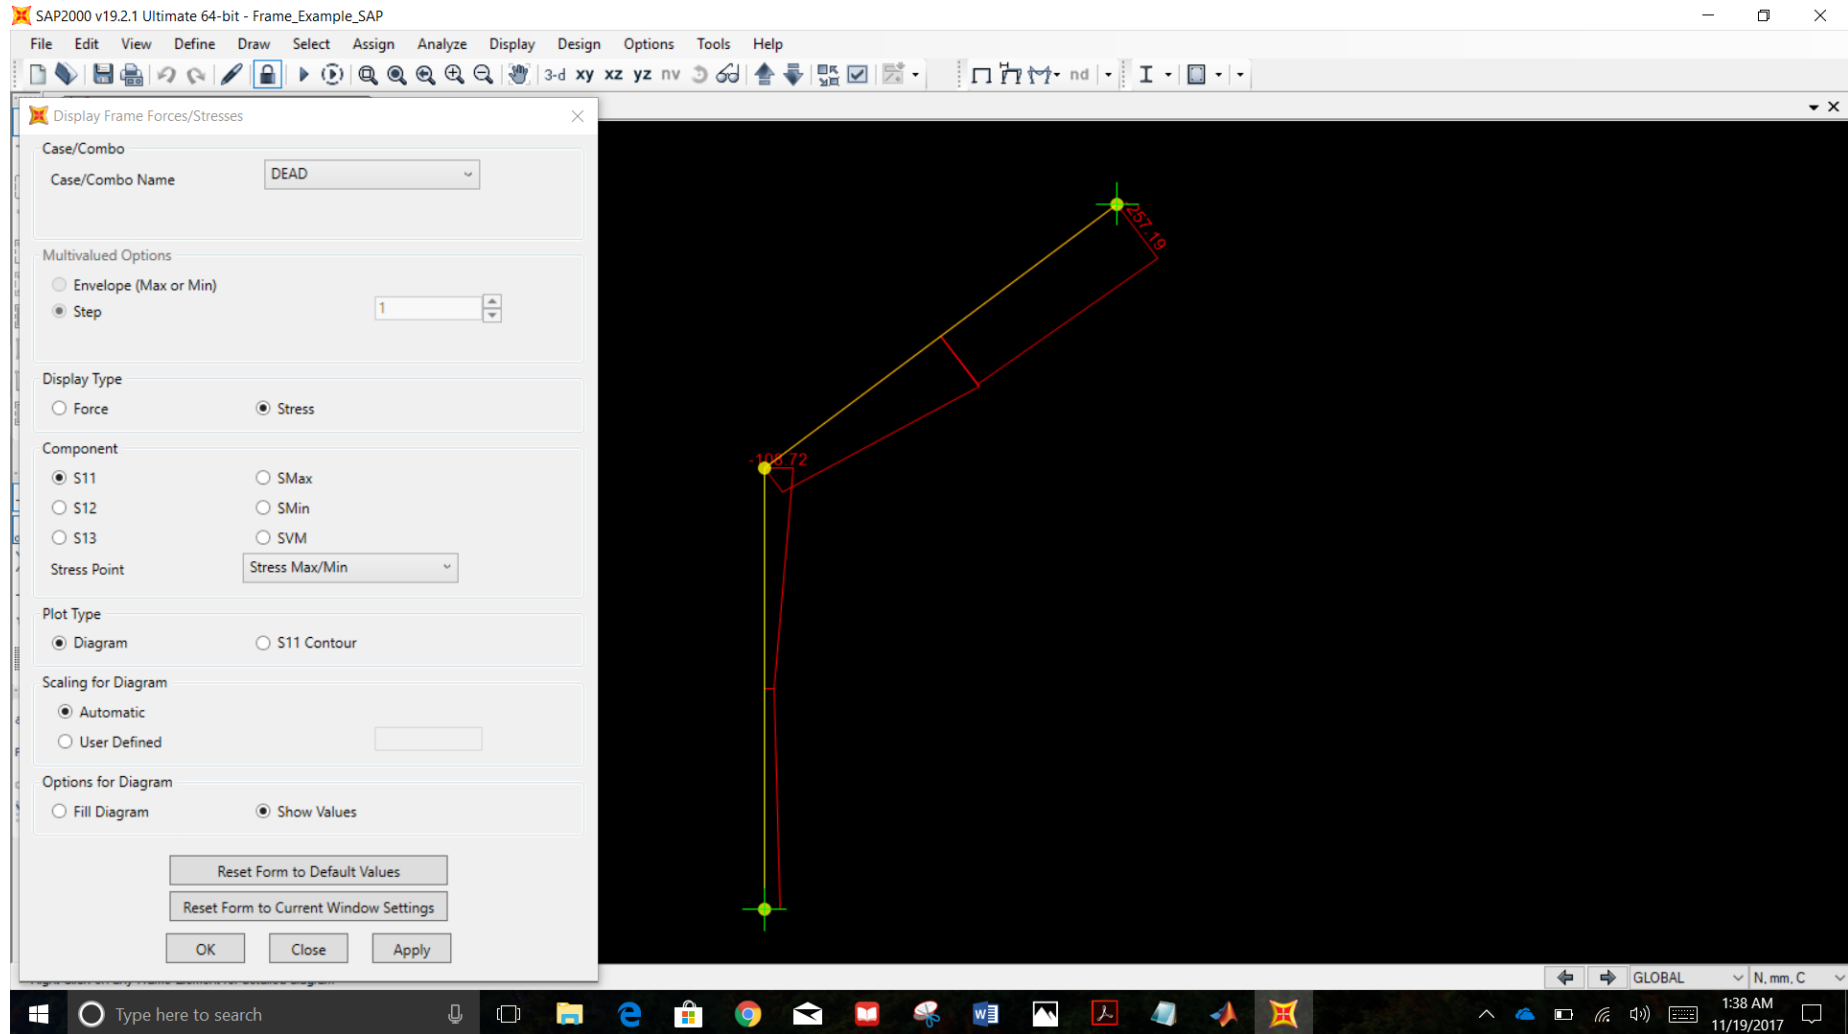 SAP2000 v19.2.1 Ultimate 64-bit - Frame_Example_SAP
File Edit View Define Draw Select Assign Analyze Display Design Options Tools Help
3-d xy xz yz nv nd
Display Frame Forces/Stresses
Case/Combo
Case/Combo Name DEAD
Multivalued Options
Envelope (Max or Min)
Step 1
Display Type
Force Stress
Component
S11 SMax
S12 SMin
S13 SVM
Stress Point Stress Max/Min
Plot Type
Diagram S11 Contour
Scaling for Diagram
Automatic
User Defined
Options for Diagram
Fill Diagram Show Values
Reset Form to Default Values
Reset Form to Current Window Settings
OK Close Apply
257.19
-108.72
GLOBAL N, mm, C
Type here to search
1:38 AM
11/19/2017